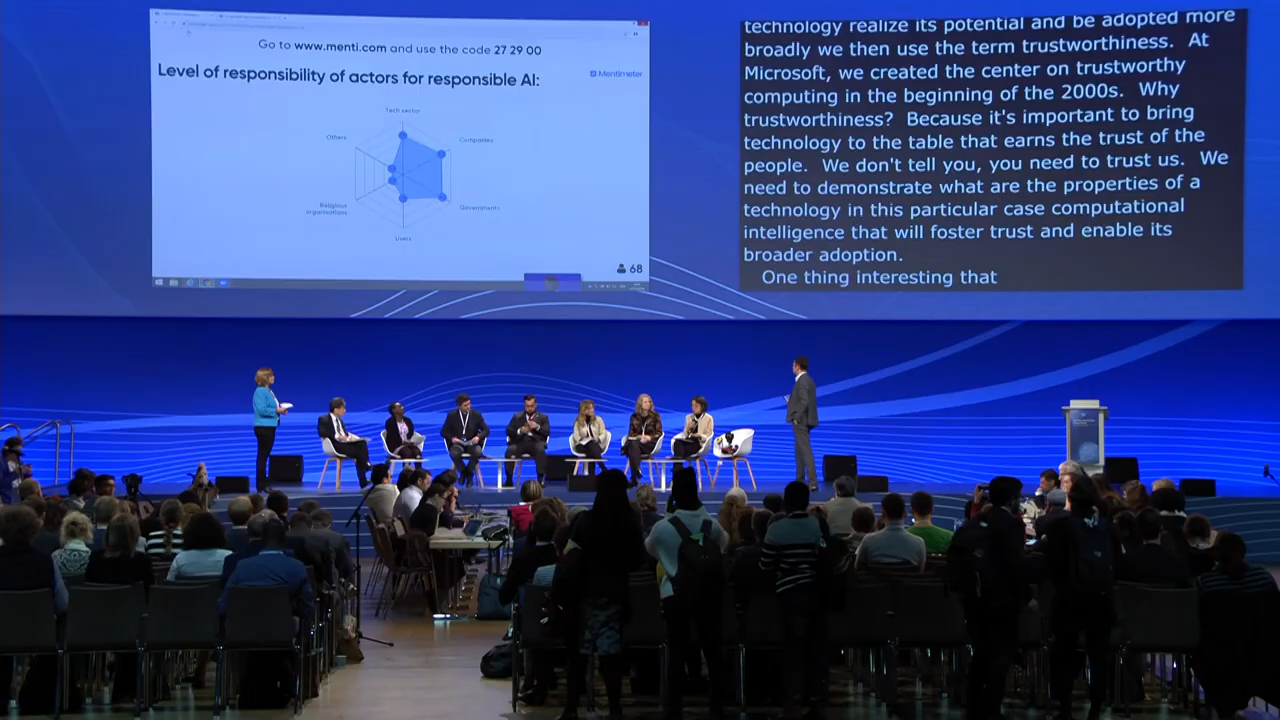 Go to www.menti.com and use the code 27 29 00
Level of responsibility of actors for responsible AI:
Mentimeter
Tech sector
Others
Companies
Religious
organisations
Governments
Users
68
technology realize its potential and be adopted more
broadly we then use the term trustworthiness. At
Microsoft, we created the center on trustworthy
computing in the beginning of the 2000s. Why
trustworthiness? Because it's important to bring
technology to the table that earns the trust of the
people. We don't tell you, you need to trust us. We
need to demonstrate what are the properties of a
technology in this particular case computational
intelligence that will foster trust and enable its
broader adoption.
One thing interesting that